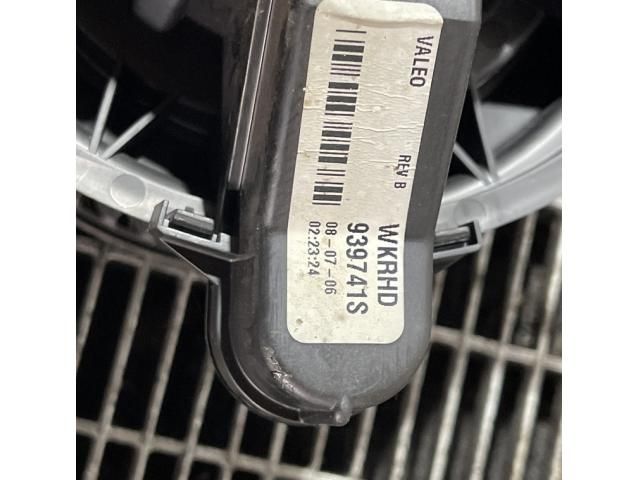 VALEO
REV B
WKRHD
939741S
08-07-06
02:23:24